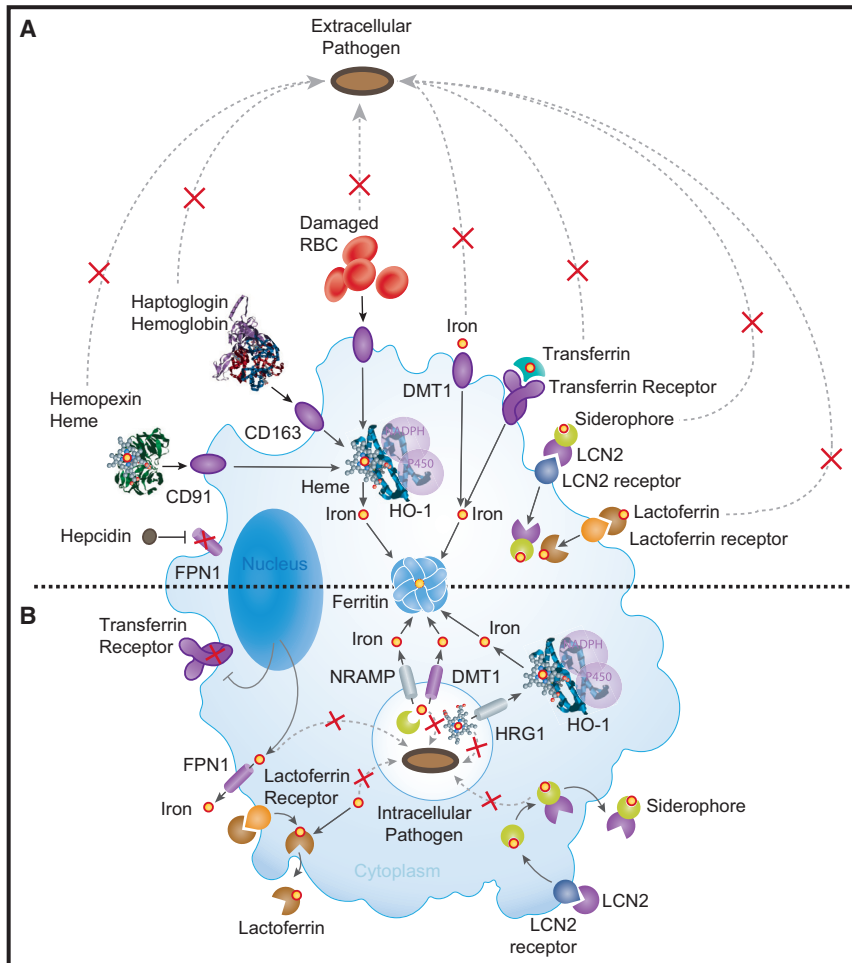 A
Extracellular
Pathogen
Damaged
RBC
Haptoglogin
Hemoglobin
Iron
Transferrin
DMT1
Transferrin Receptor
Hemopexin
Heme
Siderophore
CD163
ADPH
LCN2
P450
LCN2 receptor
CD91
Heme
HO-1
Iron
Iron
Lactoferrin
Lactoferrin receptor
Hepcidin
FPN1
Nucleus
Ferritin
B
Transferrin
Receptor
Iron
Iron
ADPH
NRAMP
DMT1
P450
HRG1
HO-1
FPN1
Lactoferrin
Receptor
Iron
Intracellular
Pathogen
Siderophore
Cytoplasm
LCN2
Lactoferrin
LCN2
receptor